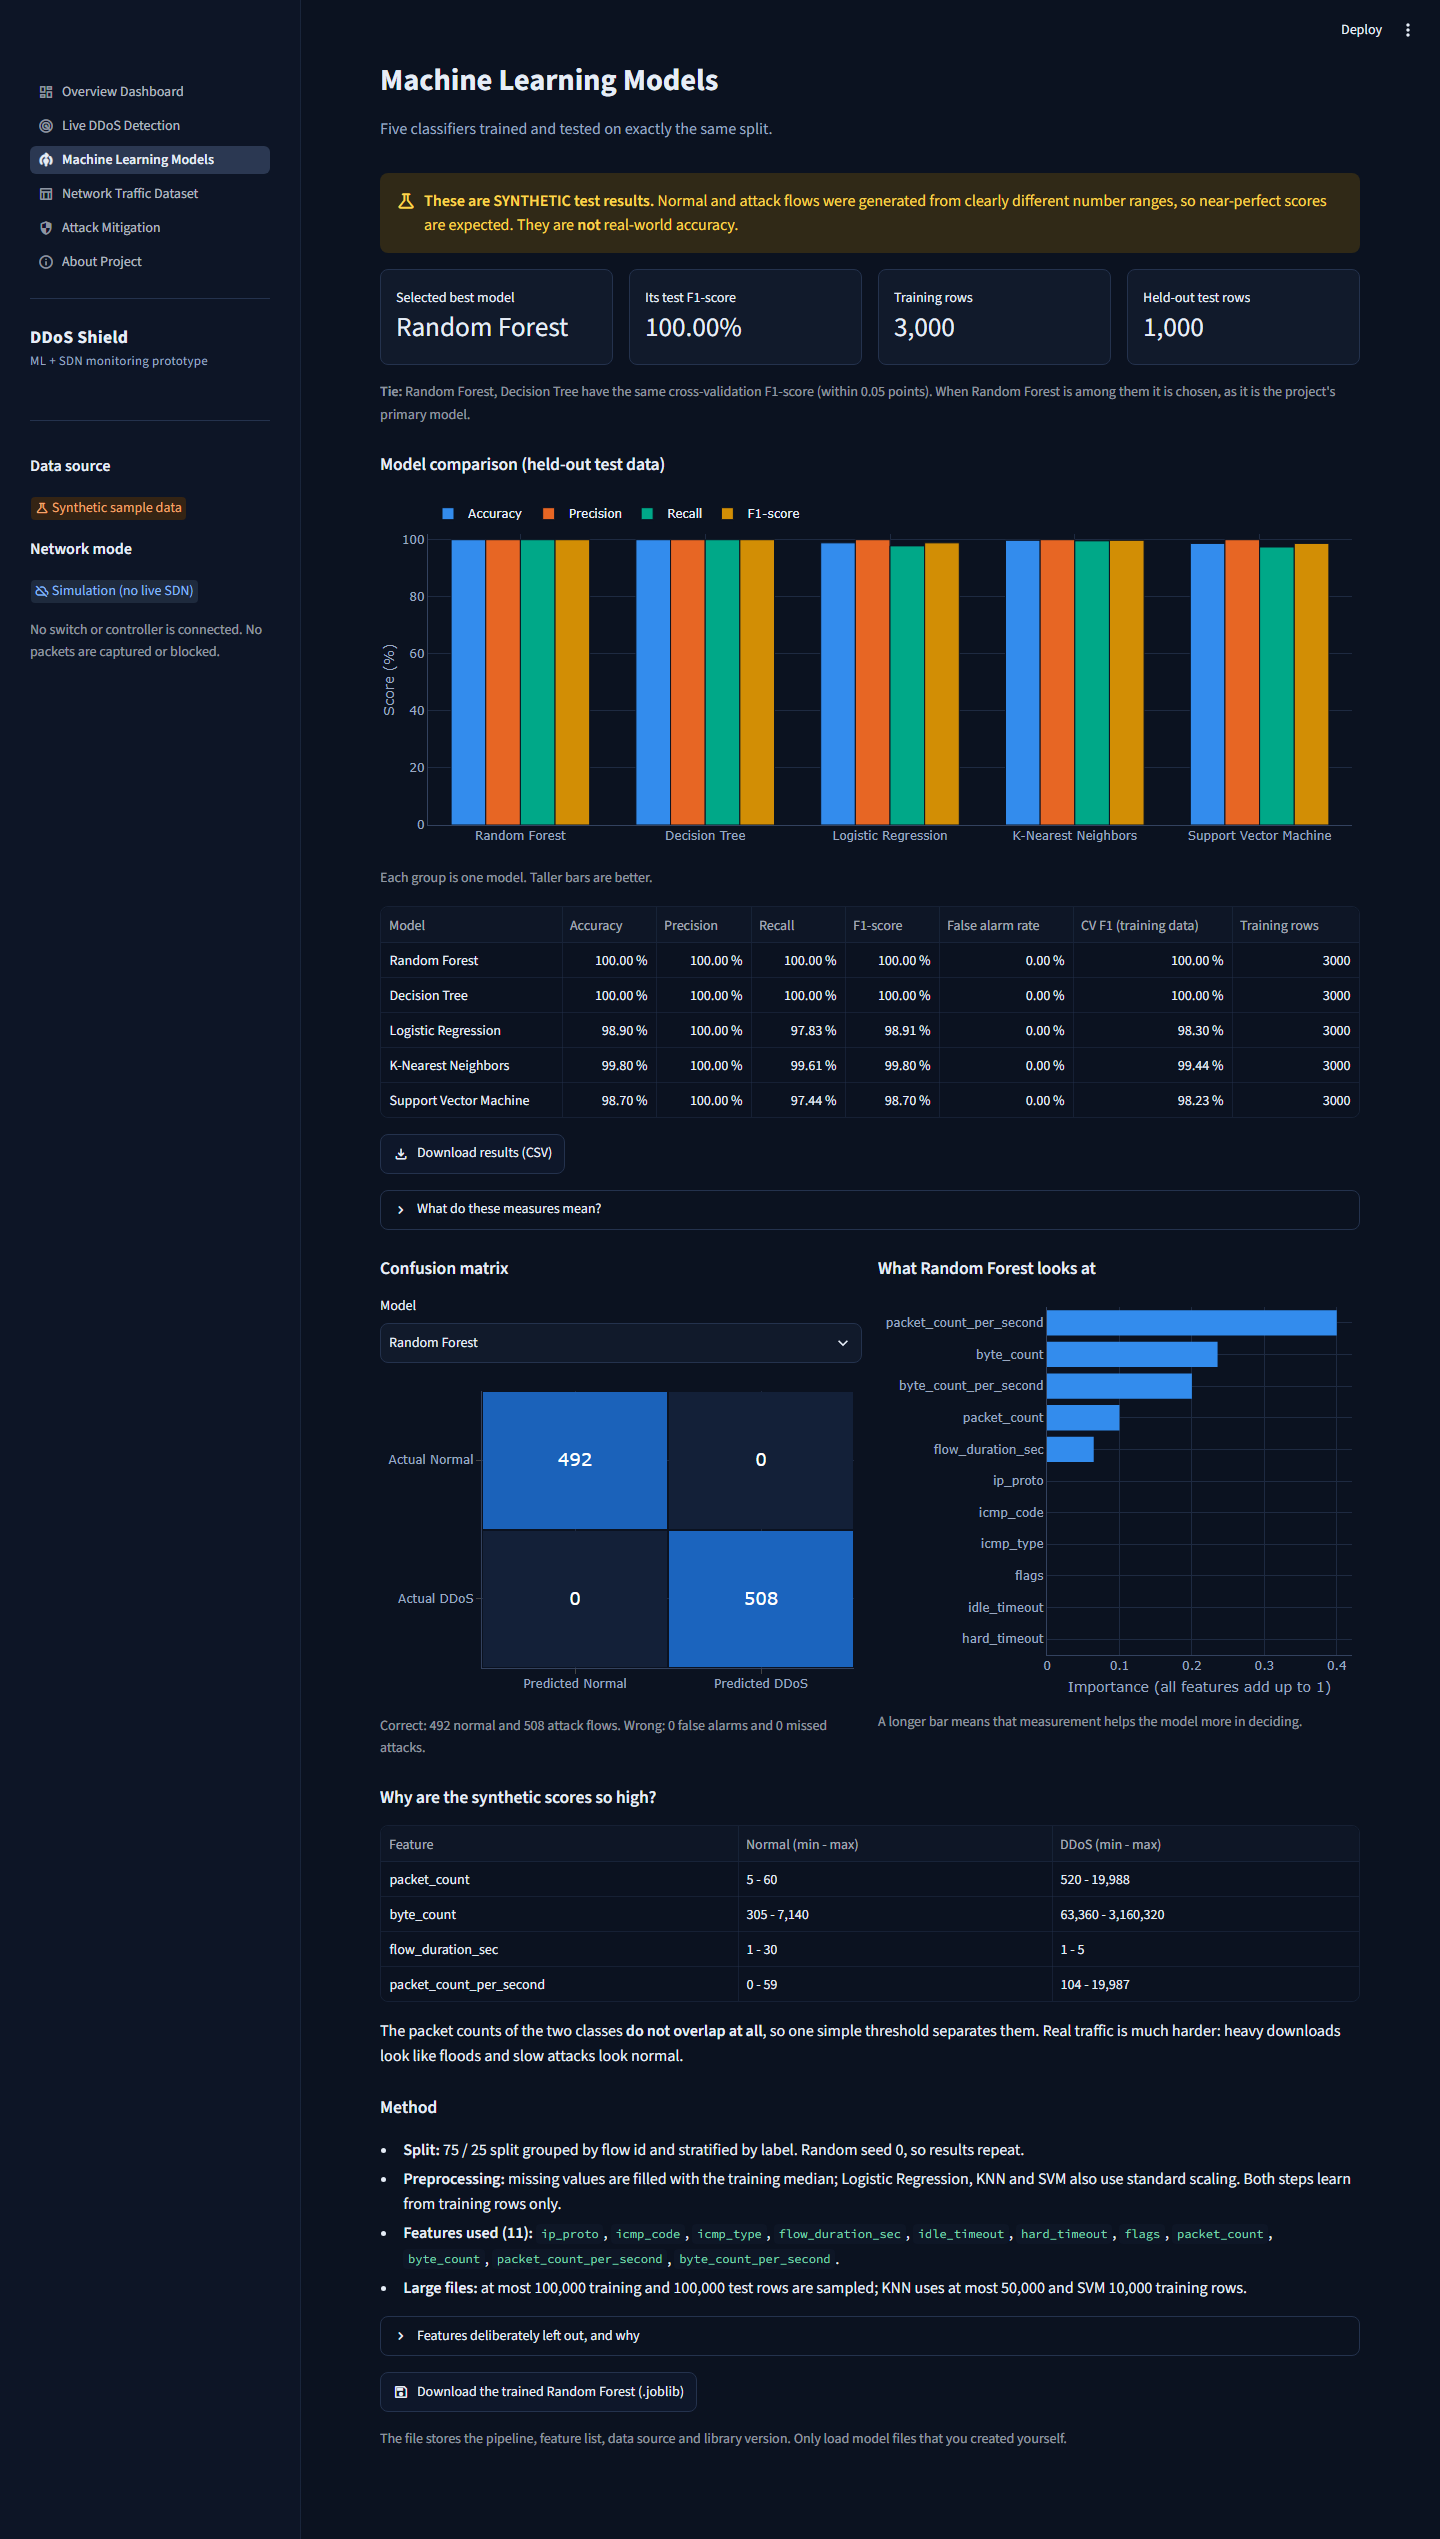 Deploy
Overview Dashboard
Live DDoS Detection
Machine Learning Models
Network Traffic Dataset
Attack Mitigation
About Project
DDoS Shield
ML + SDN monitoring prototype
Data source
Synthetic sample data
Network mode
Simulation (no live SDN)
No switch or controller is connected. No
packets are captured or blocked.
Machine Learning Models
Five classifiers trained and tested on exactly the same split.
These are SYNTHETIC test results. Normal and attack flows were generated from clearly different number ranges, so near-perfect scores
are expected. They are not real-world accuracy.
Selected best model
Random Forest
Its test F1-score
100.00%
Training rows
3,000
Held-out test rows
1,000
Tie: Random Forest, Decision Tree have the same cross-validation F1-score (within 0.05 points). When Random Forest is among them it is chosen, as it is the project's
primary model.
Model comparison (held-out test data)
Accuracy Precision Recall F1-score
Score (%)
100
80
60
40
20
0
Random Forest Decision Tree Logistic Regression K-Nearest Neighbors Support Vector Machine
Each group is one model. Taller bars are better.
Model Accuracy Precision Recall F1-score False alarm rate CV F1 (training data) Training rows
Random Forest 100.00 % 100.00 % 100.00 % 100.00 % 0.00 % 100.00 % 3000
Decision Tree 100.00 % 100.00 % 100.00 % 100.00 % 0.00 % 100.00 % 3000
Logistic Regression 98.90 % 100.00 % 97.83 % 98.91 % 0.00 % 98.30 % 3000
K-Nearest Neighbors 99.80 % 100.00 % 99.61 % 99.80 % 0.00 % 99.44 % 3000
Support Vector Machine 98.70 % 100.00 % 97.44 % 98.70 % 0.00 % 98.23 % 3000
Download results (CSV)
What do these measures mean?
Confusion matrix
Model
Random Forest
Actual Normal 492 0
Actual DDoS 0 508
Predicted Normal Predicted DDoS
Correct: 492 normal and 508 attack flows. Wrong: 0 false alarms and 0 missed
attacks.
What Random Forest looks at
packet_count_per_second
byte_count
byte_count_per_second
packet_count
flow_duration_sec
ip_proto
icmp_code
icmp_type
flags
idle_timeout
hard_timeout
0 0.1 0.2 0.3 0.4
Importance (all features add up to 1)
A longer bar means that measurement helps the model more in deciding.
Why are the synthetic scores so high?
Feature Normal (min - max) DDoS (min - max)
packet_count 5 - 60 520 - 19,988
byte_count 305 - 7,140 63,360 - 3,160,320
flow_duration_sec 1 - 30 1 - 5
packet_count_per_second 0 - 59 104 - 19,987
The packet counts of the two classes do not overlap at all, so one simple threshold separates them. Real traffic is much harder: heavy downloads
look like floods and slow attacks look normal.
Method
• Split: 75 / 25 split grouped by flow id and stratified by label. Random seed 0, so results repeat.
• Preprocessing: missing values are filled with the training median; Logistic Regression, KNN and SVM also use standard scaling. Both steps learn
from training rows only.
• Features used (11): ip_proto , icmp_code , icmp_type , flow_duration_sec , idle_timeout , hard_timeout , flags , packet_count ,
byte_count , packet_count_per_second , byte_count_per_second .
• Large files: at most 100,000 training and 100,000 test rows are sampled; KNN uses at most 50,000 and SVM 10,000 training rows.
Features deliberately left out, and why
Download the trained Random Forest (.joblib)
The file stores the pipeline, feature list, data source and library version. Only load model files that you created yourself.